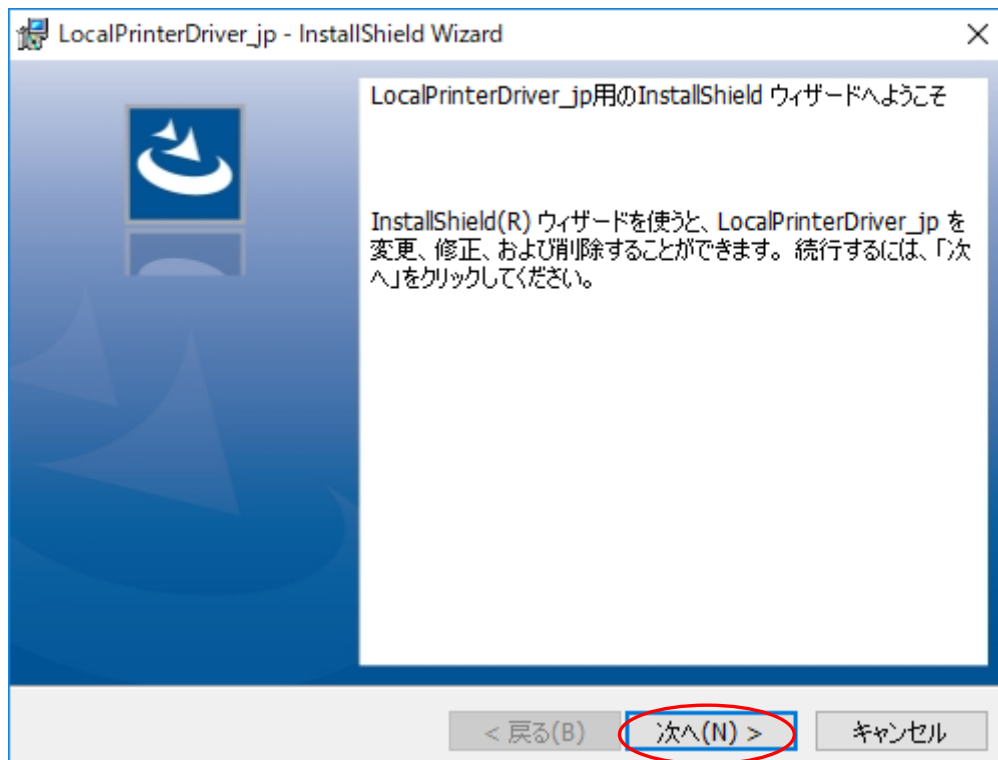 LocalPrinterDriver_jp - InstallShield Wizard
LocalPrinterDriver_jp用のInstallShield ウィザードへようこそ
InstallShield(R) ウィザードを使うと、LocalPrinterDriver_jp を
変更、修正、および削除することができます。続行するには、「次
へ」をクリックしてください。
< 戻る(B)
次へ(N) >
キャンセル